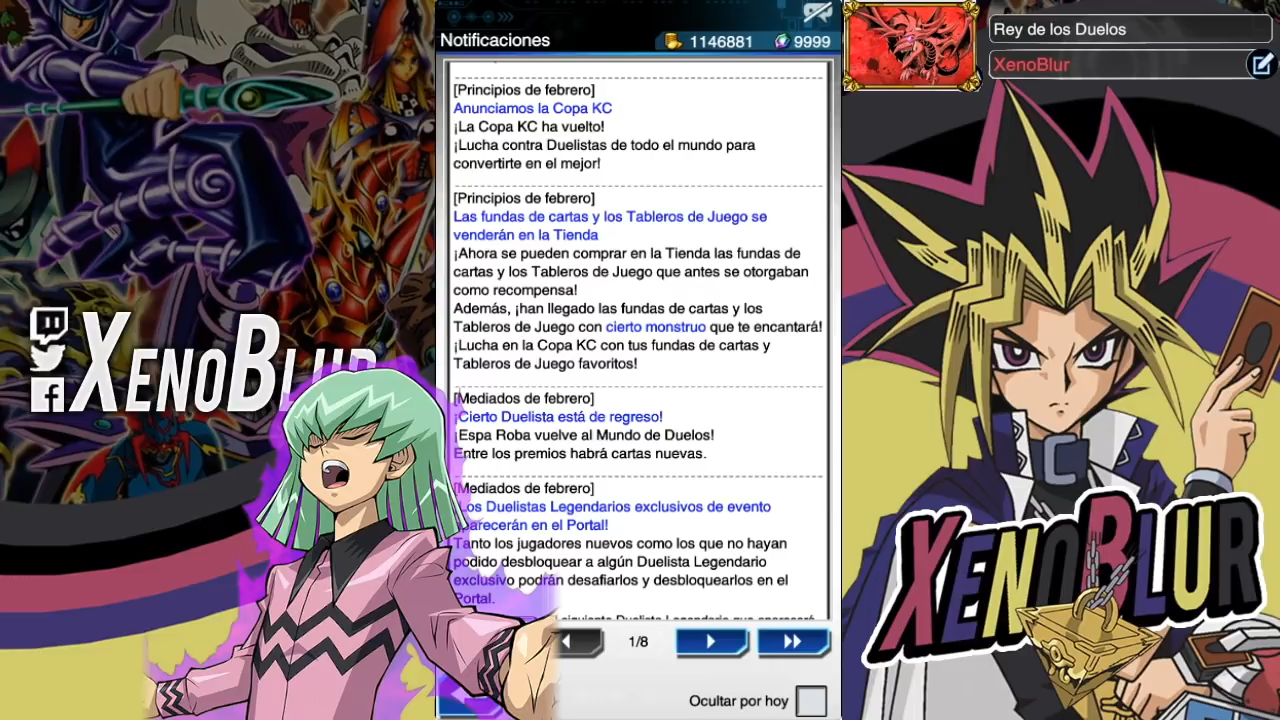 Notificaciones
1146881
9999
Rey de los Duelos
XenoBlur
[Principios de febrero]
Anunciamos la Copa KC
¡La Copa KC ha vuelto!
¡Lucha contra Duelistas de todo el mundo para
convertirte en el mejor!
[Principios de febrero]
Las fundas de cartas y los Tableros de Juego se
venderán en la Tienda
¡Ahora se pueden comprar en la Tienda las fundas de
cartas y los Tableros de Juego que antes se otorgaban
como recompensa!
Además, ¡han llegado las fundas de cartas y los
Tableros de Juego con cierto monstruo que te encantará!
¡Lucha en la Copa KC con tus fundas de cartas y
Tableros de Juego favoritos!
[Mediados de febrero]
¡Cierto Duelista está de regreso!
¡Espa Roba vuelve al Mundo de Duelos!
Entre los premios habrá cartas nuevas.
[Mediados de febrero]
Los Duelistas Legendarios exclusivos de evento
aparecerán en el Portal!
Tanto los jugadores nuevos como los que no hayan
podido desbloquear a algún Duelista Legendario
exclusivo podrán desafiarlos y desbloquearlos en el
Portal.
1/8
Ocultar por hoy
XENOBLUR
XENOBLUR